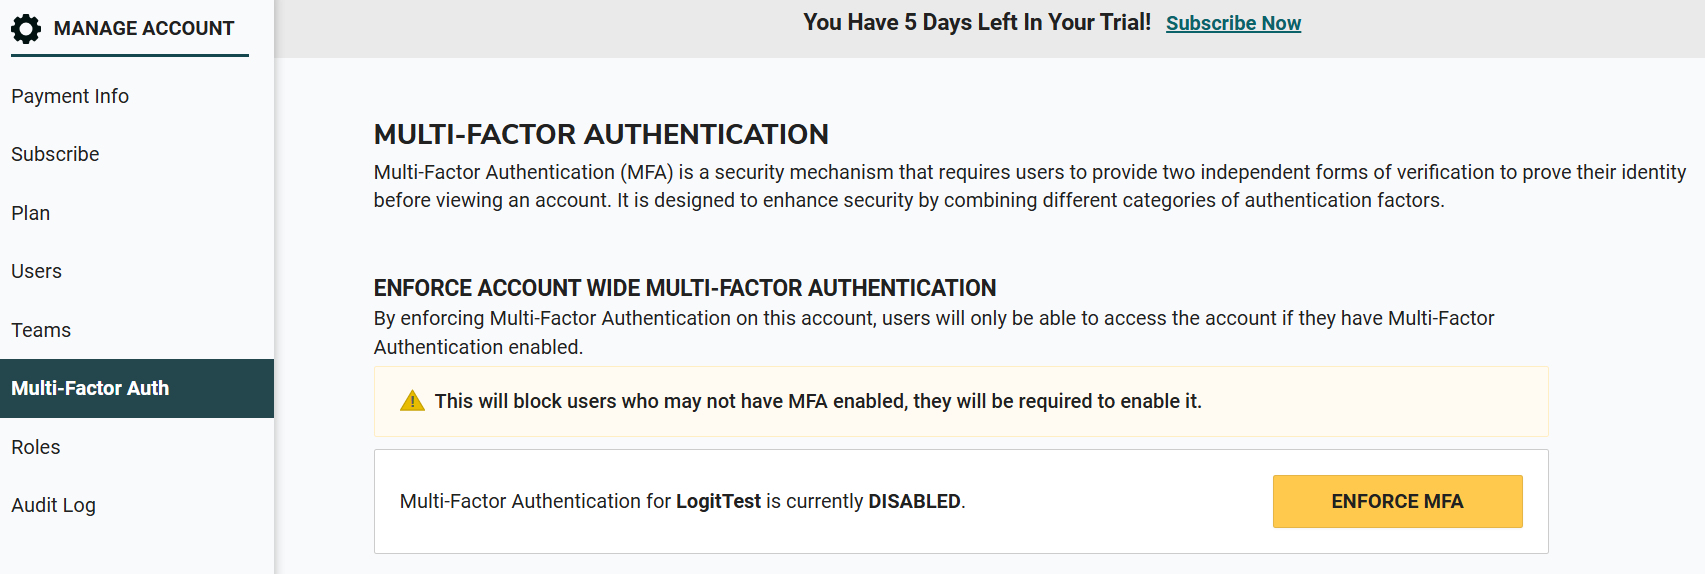 MANAGE ACCOUNT
You Have 5 Days Left In Your Trial! Subscribe Now
Payment Info
Subscribe
Plan
Users
Teams
Multi-Factor Auth
Roles
Audit Log
MULTI-FACTOR AUTHENTICATION
Multi-Factor Authentication (MFA) is a security mechanism that requires users to provide two independent forms of verification to prove their identity
before viewing an account. It is designed to enhance security by combining different categories of authentication factors.
ENFORCE ACCOUNT WIDE MULTI-FACTOR AUTHENTICATION
By enforcing Multi-Factor Authentication on this account, users will only be able to access the account if they have Multi-Factor
Authentication enabled.
This will block users who may not have MFA enabled, they will be required to enable it.
Multi-Factor Authentication for LogitTest is currently DISABLED.
ENFORCE MFA